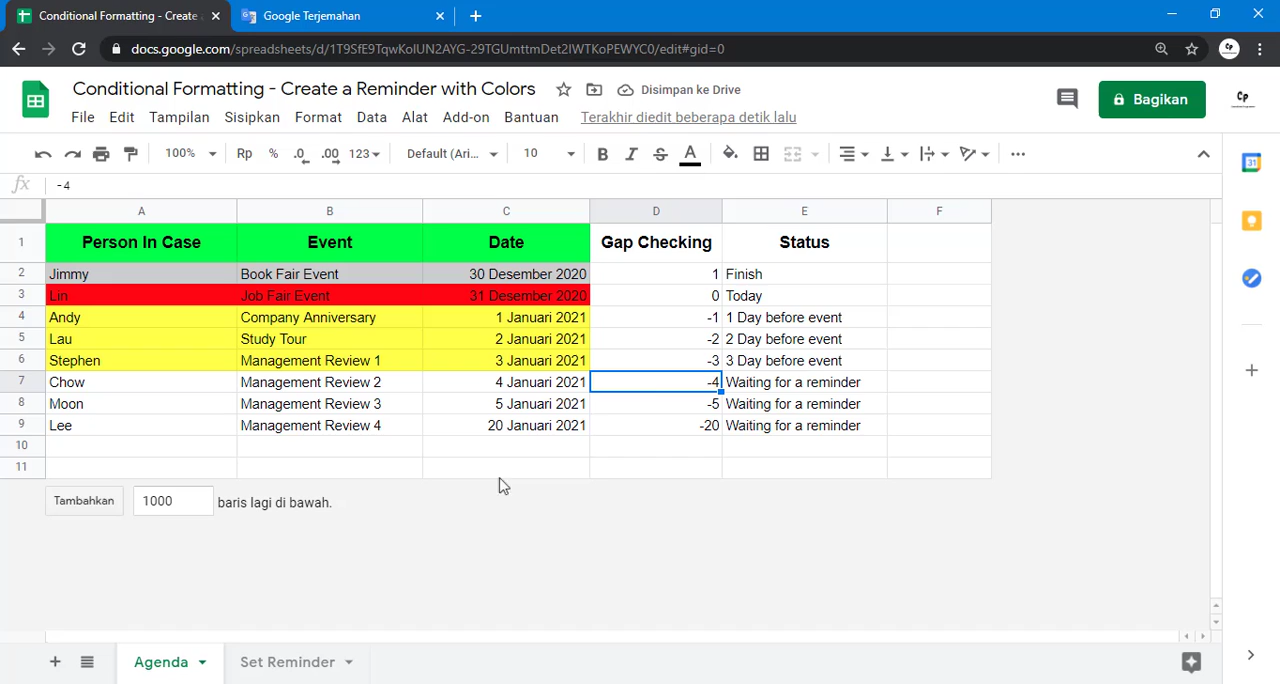 Conditional Formatting - Create
Google Terjemahan
docs.google.com/spreadsheets/d/1T9SfE9TqwKolUN2AYG-29TGUmttmDet2IWTKoPEWYC0/edit#gid=0
Conditional Formatting - Create a Reminder with Colors
Disimpan ke Drive
Cp
Bagikan
Cp
File Edit Tampilan Sisipkan Format Data Alat Add-on Bantuan Terakhir diedit beberapa detik lalu
100% Rp % .0 .00 123 Default (Ari... 10 B I S A
31
fx -4
A B C D E F
1 Person In Case Event Date Gap Checking Status
2 Jimmy Book Fair Event 30 Desember 2020 1 Finish
3 Lin Job Fair Event 31 Desember 2020 0 Today
4 Andy Company Anniversary 1 Januari 2021 -1 1 Day before event
5 Lau Study Tour 2 Januari 2021 -2 2 Day before event
6 Stephen Management Review 1 3 Januari 2021 -3 3 Day before event
7 Chow Management Review 2 4 Januari 2021 -4 Waiting for a reminder
8 Moon Management Review 3 5 Januari 2021 -5 Waiting for a reminder
9 Lee Management Review 4 20 Januari 2021 -20 Waiting for a reminder
10
11
Tambahkan 1000 baris lagi di bawah.
Agenda Set Reminder